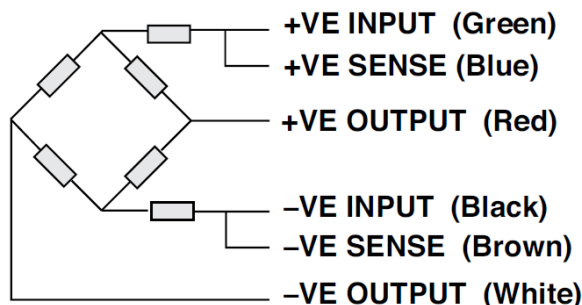 +VE INPUT (Green)
+VE SENSE (Blue)
+VE OUTPUT (Red)
–VE INPUT (Black)
–VE SENSE (Brown)
–VE OUTPUT (White)